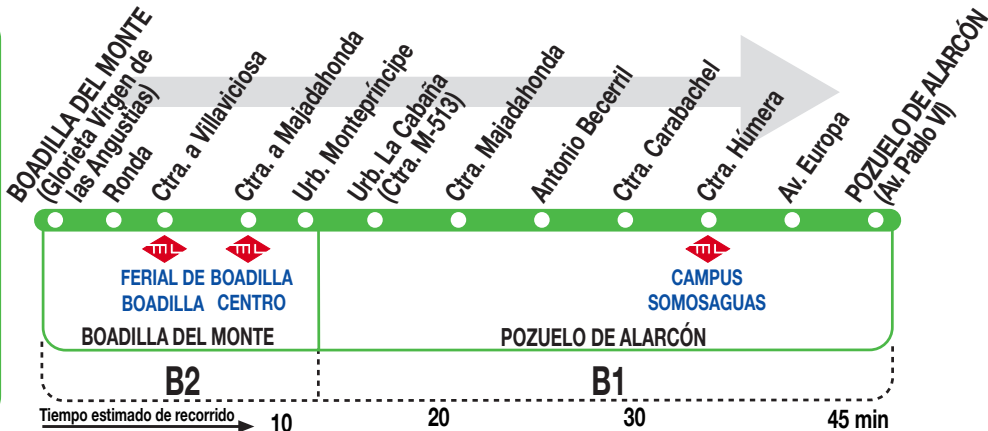 BOADILLA DEL MONTE
(Glorieta Virgen de
las Angustias)
Ronda
Ctra. a Villaviciosa
Ctra. a Majadahonda
Urb. Montepríncipe
Urb. La Cabaña
(Ctra. M-513)
Ctra. Majadahonda
Antonio Becerril
Ctra. Carabachel
Ctra. Húmera
Av. Europa
POZUELO DE ALARCÓN
(Av. Pablo VI)
ML
FERIAL DE
BOADILLA
ML
BOADILLA
CENTRO
ML
CAMPUS
SOMOSAGUAS
BOADILLA DEL MONTE
POZUELO DE ALARCÓN
B2
B1
Tiempo estimado de recorrido
10
20
30
45 min